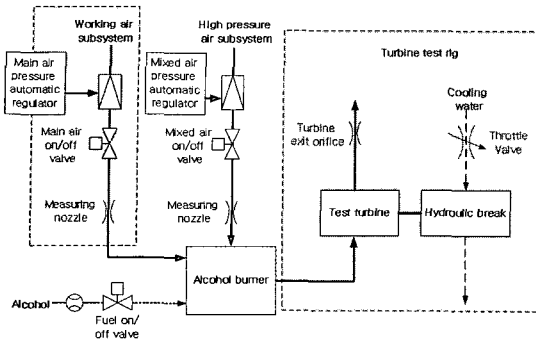 Working air
subsystem
High pressure
air subsystem
Turbine test rig
Main air
pressure
automatic
regulator
Mixed air
pressure
automatic
regulator
Cooling
water
Main air
on/off
valve
Mixed air
on/off
valve
Turbine
exit orifice
Throttle
Valve
Measuring
nozzle
Measuring
nozzle
Test turbine
Hydraulic break
Alcohol burner
Alcohol
Fuel on/
off valve